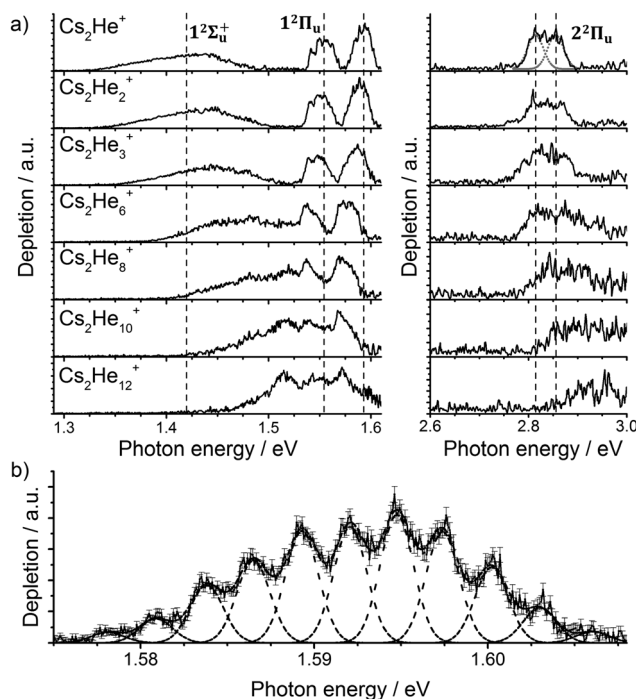 a)
1²Σᵤ⁺ 1²Πᵤ 2²Πᵤ
Cs₂He⁺
Cs₂He₂⁺
Cs₂He₃⁺
Cs₂He₆⁺
Cs₂He₈⁺
Cs₂He₁₀⁺
Cs₂He₁₂⁺
Depletion / a.u.
Depletion / a.u.
1.3 1.4 1.5 1.6
2.6 2.8 3.0
Photon energy / eV
Photon energy / eV
b)
Depletion / a.u.
1.58 1.59 1.60
Photon energy / eV